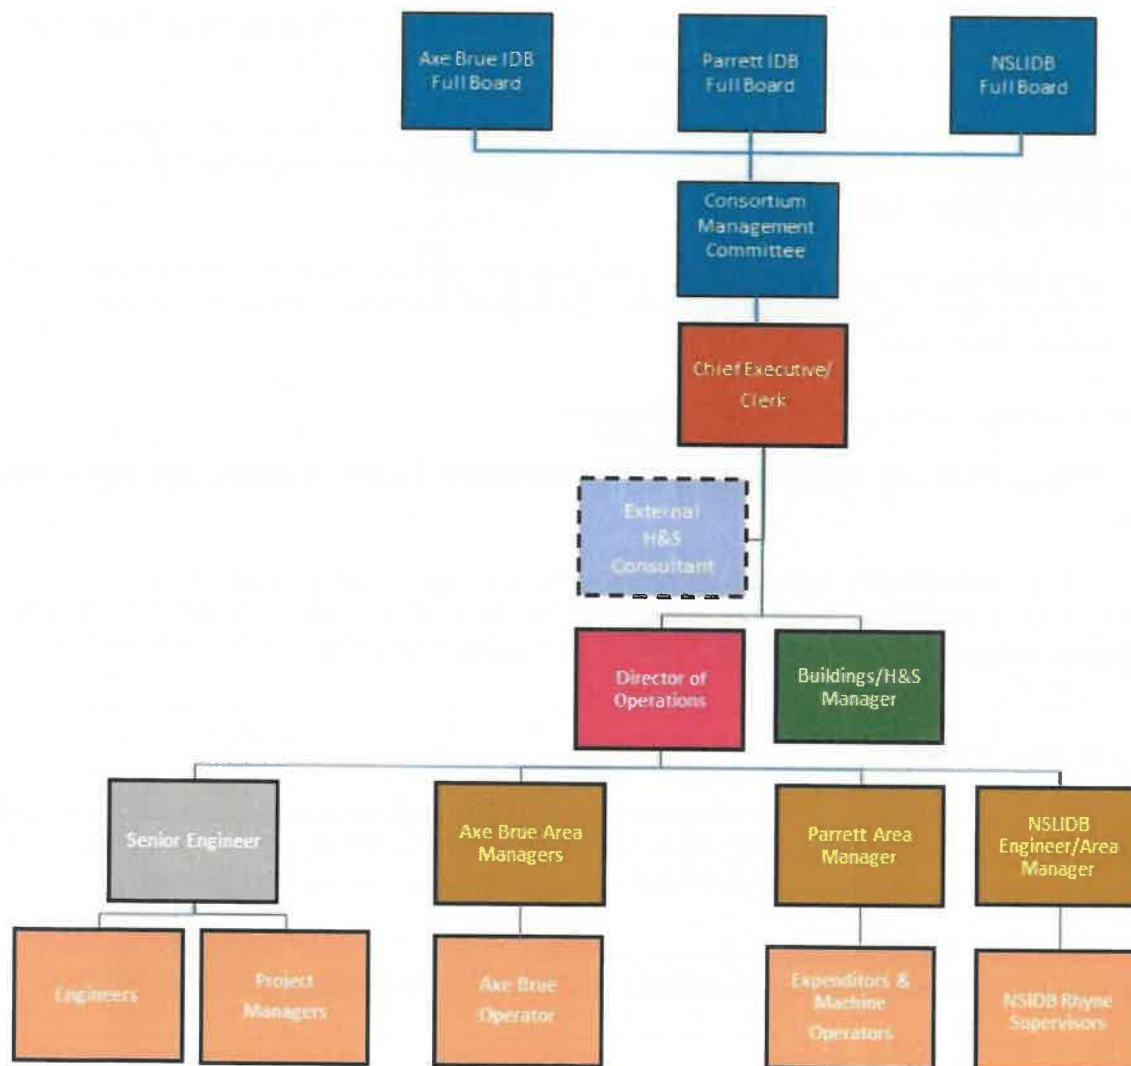 Axe Brue IDB
Full Board
Parrett IDB
Full Board
NSLIDB
Full Board
Consortium
Management
Committee
Chief Executive/
Clerk
External
H&S
Consultant
Director of
Operations
Buildings/H&S
Manager
Senior Engineer
Axe Brue Area
Managers
Parrett Area
Manager
NSLIDB
Engineer/Area
Manager
Engineers
Project
Managers
Axe Brue
Operator
Expenditors &
Machine
Operators
NSIDB Rhyne
Supervisors